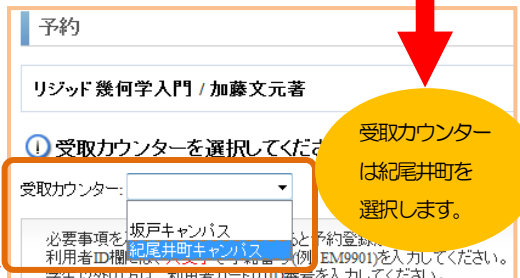 予約
リジッド幾何学入門 / 加藤文元著
受取カウンターを選択してくださ
受取カウンター
は紀尾井町を
選択します。
受取カウンター:
坂戸キャンパス
紀尾井町キャンパス
必要事項を
と予約登録
利用者ID欄
EM9901)を入力してください。